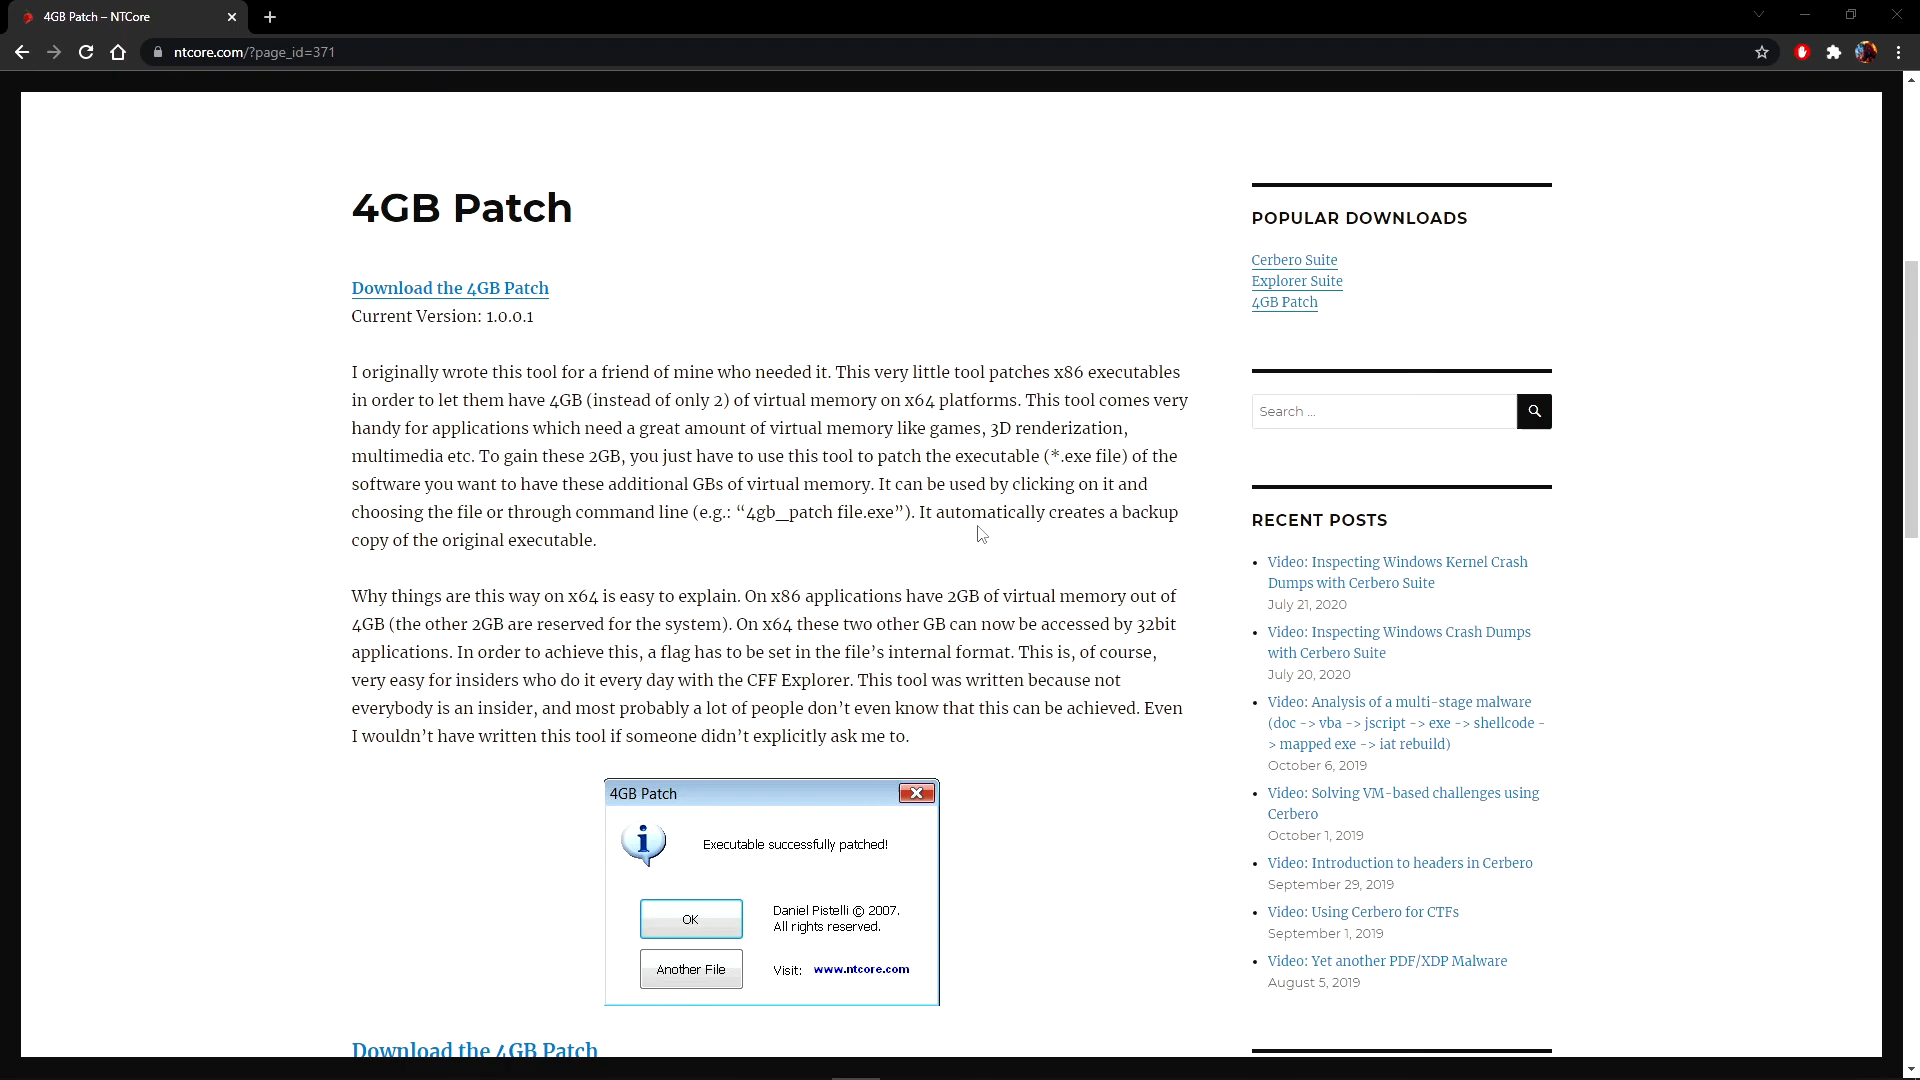 4GB Patch – NTCore
ntcore.com/?page_id=371
4GB Patch
Download the 4GB Patch
Current Version: 1.0.0.1
I originally wrote this tool for a friend of mine who needed it. This very little tool patches x86 executables
in order to let them have 4GB (instead of only 2) of virtual memory on x64 platforms. This tool comes very
handy for applications which need a great amount of virtual memory like games, 3D renderization,
multimedia etc. To gain these 2GB, you just have to use this tool to patch the executable (*.exe file) of the
software you want to have these additional GBs of virtual memory. It can be used by clicking on it and
choosing the file or through command line (e.g.: “4gb_patch file.exe”). It automatically creates a backup
copy of the original executable.
Why things are this way on x64 is easy to explain. On x86 applications have 2GB of virtual memory out of
4GB (the other 2GB are reserved for the system). On x64 these two other GB can now be accessed by 32bit
applications. In order to achieve this, a flag has to be set in the file’s internal format. This is, of course,
very easy for insiders who do it every day with the CFF Explorer. This tool was written because not
everybody is an insider, and most probably a lot of people don’t even know that this can be achieved. Even
I wouldn’t have written this tool if someone didn’t explicitly ask me to.
4GB Patch
Executable successfully patched!
OK
Daniel Pistelli © 2007.
All rights reserved.
Another File
Visit: www.ntcore.com
Download the 4GB Patch
POPULAR DOWNLOADS
Cerbero Suite
Explorer Suite
4GB Patch
Search ...
RECENT POSTS
Video: Inspecting Windows Kernel Crash
Dumps with Cerbero Suite
July 21, 2020
Video: Inspecting Windows Crash Dumps
with Cerbero Suite
July 20, 2020
Video: Analysis of a multi-stage malware
(doc -> vba -> jscript -> exe -> shellcode -
> mapped exe -> iat rebuild)
October 6, 2019
Video: Solving VM-based challenges using
Cerbero
October 1, 2019
Video: Introduction to headers in Cerbero
September 29, 2019
Video: Using Cerbero for CTFs
September 1, 2019
Video: Yet another PDF/XDP Malware
August 5, 2019